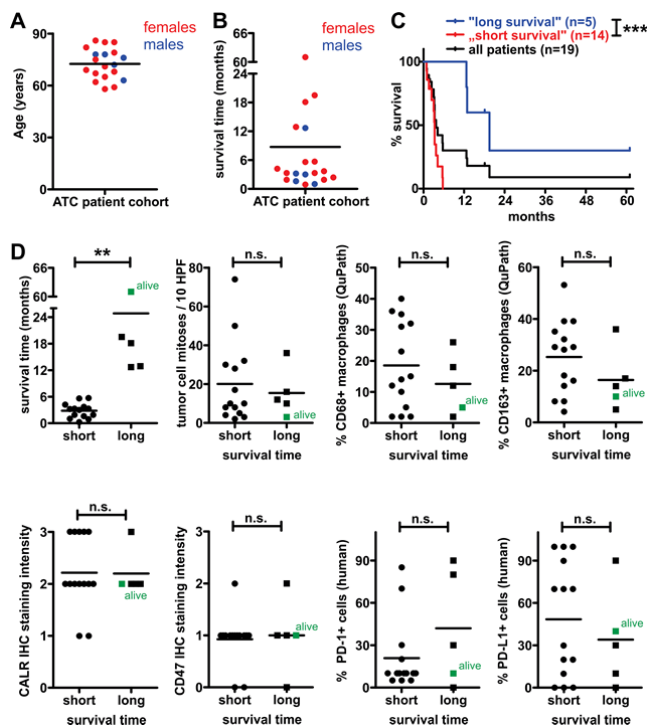 A
females
males
Age (years)
90
60
30
0
ATC patient cohort
B
females
males
survival time (months)
66
60
24
18
12
6
0
ATC patient cohort
C
"long survival" (n=5)
„short survival" (n=14)
all patients (n=19)
***
% survival
100
50
0 12 24 36 48 60
months
D
**
survival time (months)
66
60
24
18
12
6
0
alive
short long
n.s.
tumor cell mitoses / 10 HPF
80
60
40
20
0
alive
short long
survival time
n.s.
% CD68+ macrophages (QuPath)
50
40
30
20
10
0
alive
short long
survival time
n.s.
% CD163+ macrophages (QuPath)
60
40
20
0
alive
short long
survival time
n.s.
CALR IHC staining intensity
4
3
2
1
0
alive
short long
survival time
n.s.
CD47 IHC staining intensity
3
2
1
0
alive
short long
survival time
n.s.
% PD-1+ cells (human)
90
60
30
0
alive
short long
survival time
n.s.
% PD-L1+ cells (human)
90
60
30
0
alive
short long
survival time